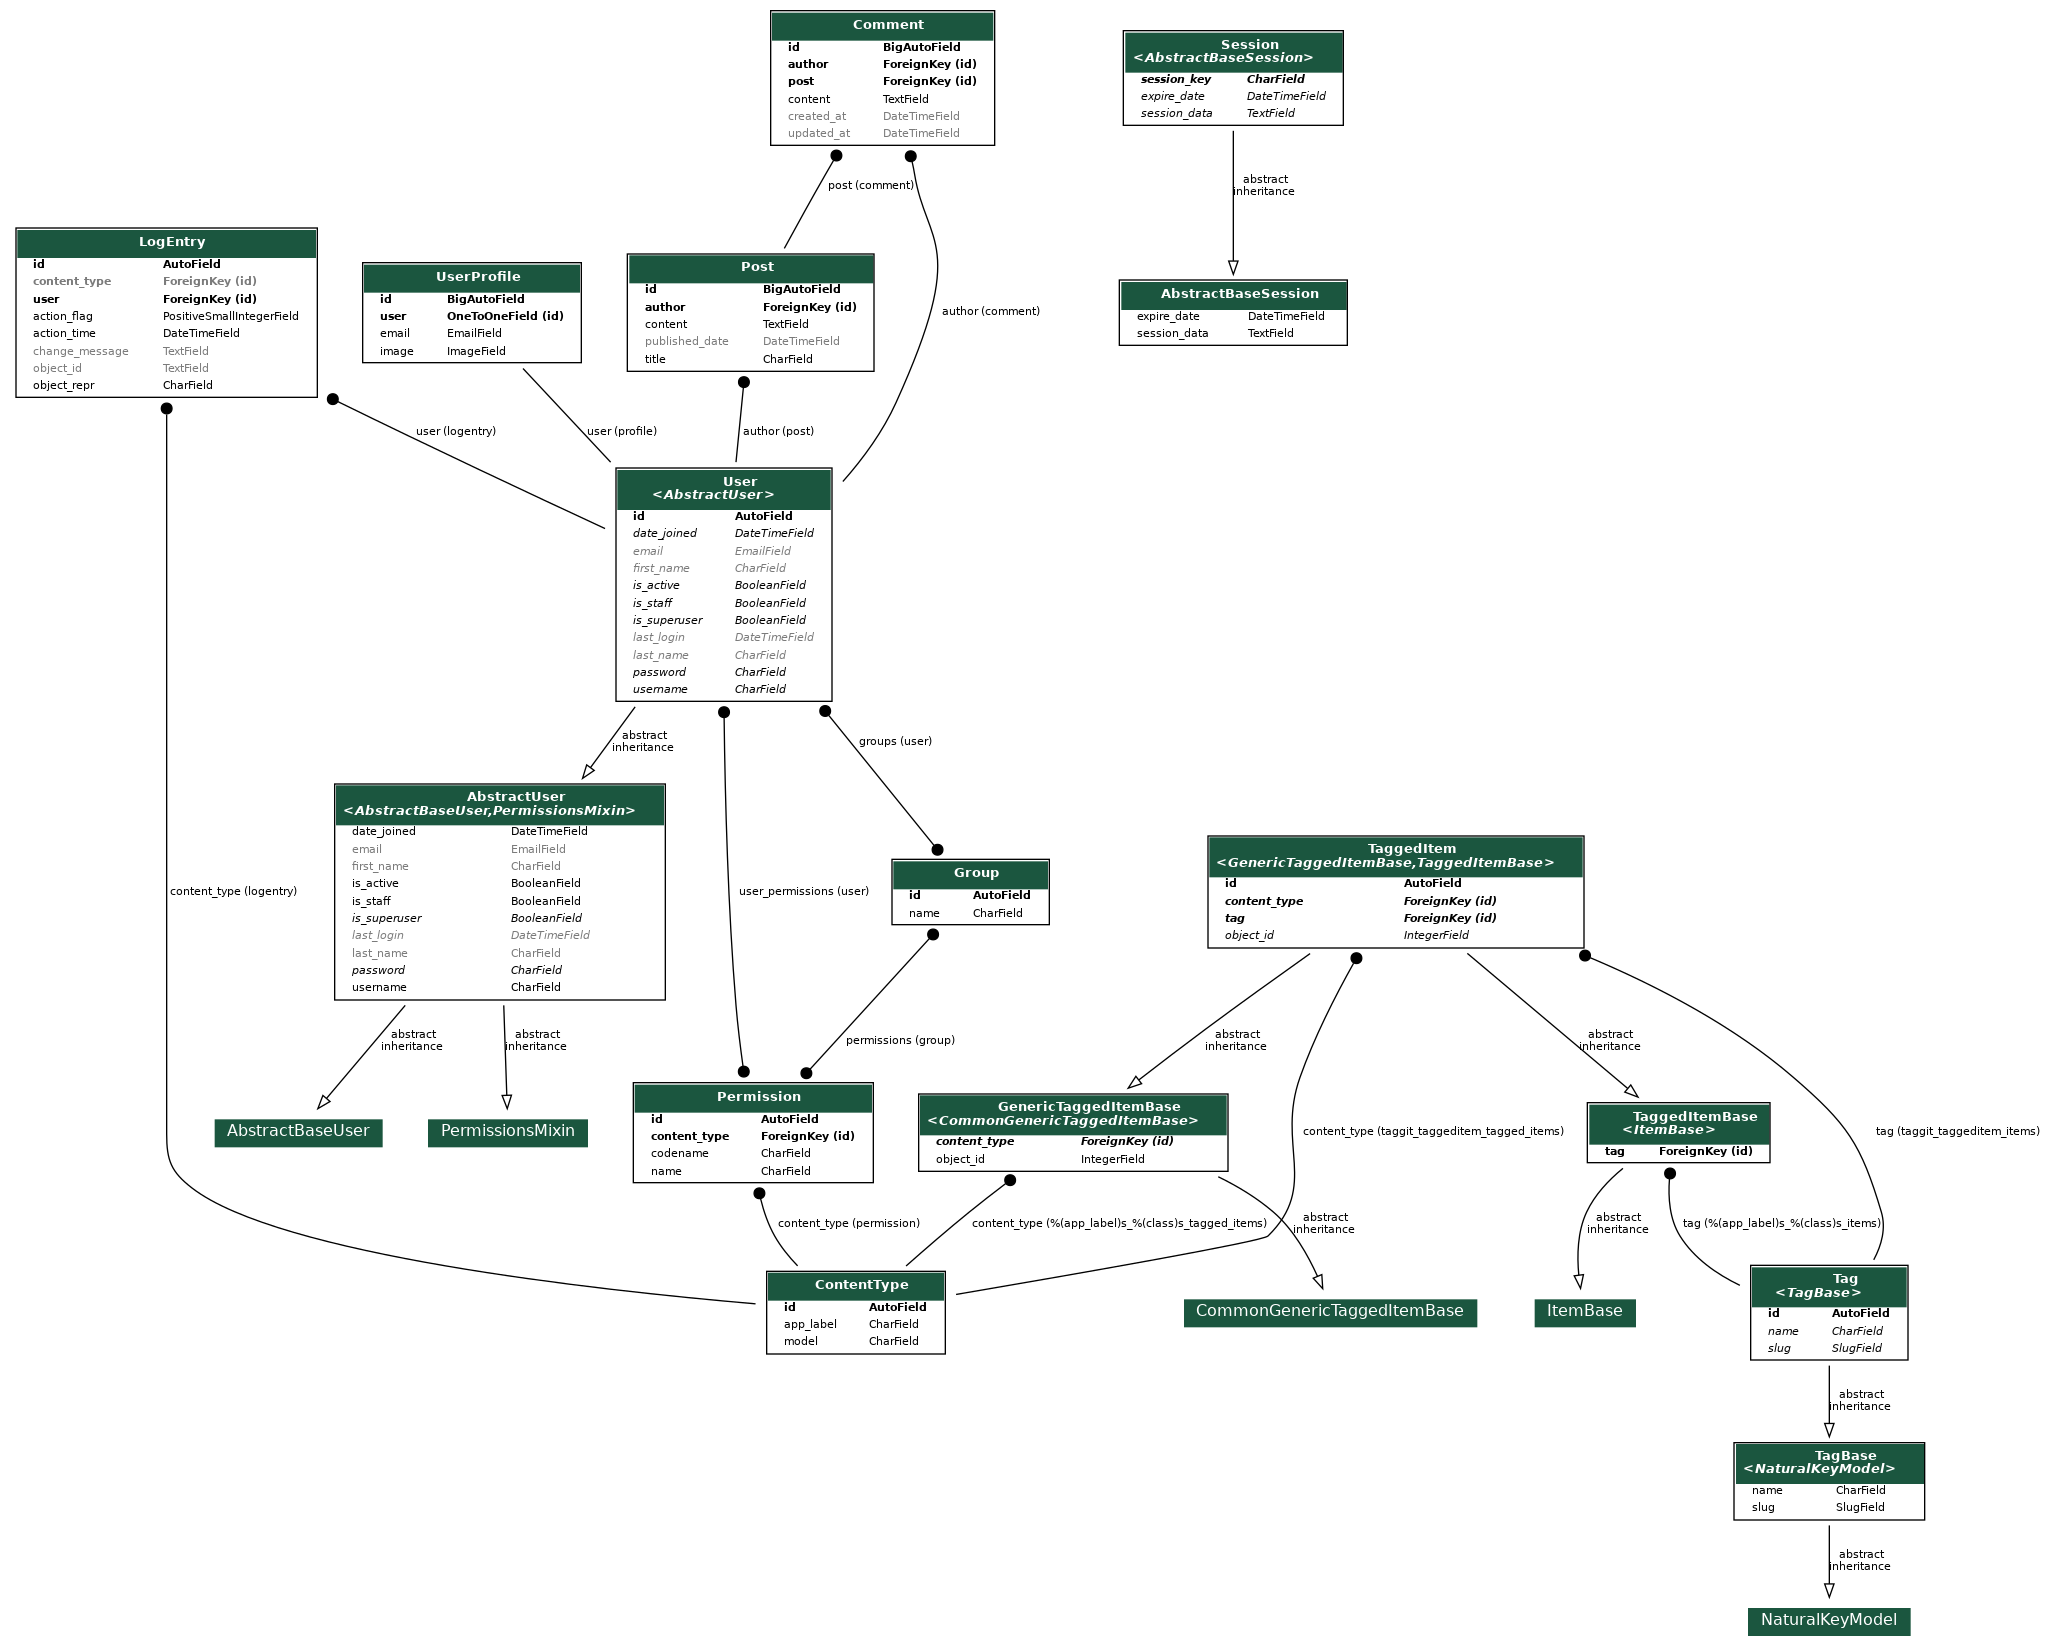 Comment
id BigAutoField
author ForeignKey (id)
post ForeignKey (id)
content TextField
created_at DateTimeField
updated_at DateTimeField
Session
<AbstractBaseSession>
session_key CharField
expire_date DateTimeField
session_data TextField
post (comment)
abstract
inheritance
LogEntry
id AutoField
content_type ForeignKey (id)
user ForeignKey (id)
action_flag PositiveSmallIntegerField
action_time DateTimeField
change_message TextField
object_id TextField
object_repr CharField
UserProfile
id BigAutoField
user OneToOneField (id)
email EmailField
image ImageField
Post
id BigAutoField
author ForeignKey (id)
content TextField
published_date DateTimeField
title CharField
author (comment)
AbstractBaseSession
expire_date DateTimeField
session_data TextField
user (logentry)
user (profile)
author (post)
User
<AbstractUser>
id AutoField
date_joined DateTimeField
email EmailField
first_name CharField
is_active BooleanField
is_staff BooleanField
is_superuser BooleanField
last_login DateTimeField
last_name CharField
password CharField
username CharField
abstract
inheritance
groups (user)
AbstractUser
<AbstractBaseUser,PermissionsMixin>
date_joined DateTimeField
email EmailField
first_name CharField
is_active BooleanField
is_staff BooleanField
is_superuser BooleanField
last_login DateTimeField
last_name CharField
password CharField
username CharField
content_type (logentry)
user_permissions (user)
Group
id AutoField
name CharField
TaggedItem
<GenericTaggedItemBase,TaggedItemBase>
id AutoField
content_type ForeignKey (id)
tag ForeignKey (id)
object_id IntegerField
abstract
inheritance
abstract
inheritance
permissions (group)
abstract
inheritance
abstract
inheritance
AbstractBaseUser
PermissionsMixin
Permission
id AutoField
content_type ForeignKey (id)
codename CharField
name CharField
GenericTaggedItemBase
<CommonGenericTaggedItemBase>
content_type ForeignKey (id)
object_id IntegerField
content_type (taggit_taggeditem_tagged_items)
TaggedItemBase
<ItemBase>
tag ForeignKey (id)
tag (taggit_taggeditem_items)
content_type (permission)
content_type (%(app_label)s_%(class)s_tagged_items)
abstract
inheritance
abstract
inheritance
tag (%(app_label)s_%(class)s_items)
ContentType
id AutoField
app_label CharField
model CharField
CommonGenericTaggedItemBase
ItemBase
Tag
<TagBase>
id AutoField
name CharField
slug SlugField
abstract
inheritance
TagBase
<NaturalKeyModel>
name CharField
slug SlugField
abstract
inheritance
NaturalKeyModel